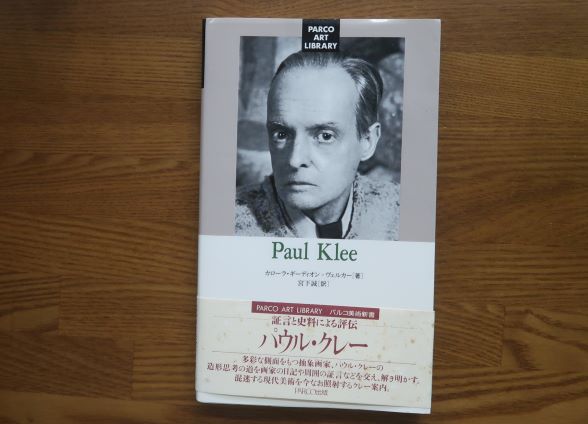 PARCO
ART
LIBRARY
Paul Klee
カローラ・ギーディオン=ヴェルカー[著]
宮下誠[訳]
PARCO ART LIBRARY パルコ美術新書
証言と史料による評伝
パウル・クレー
多彩な側面をもつ抽象画家、パウル・クレーの
造形思考の道を画家の日記や周囲の証言などを交え、解き明かす。
混迷する現代美術を今なお照射するクレー案内。
PARCO出版